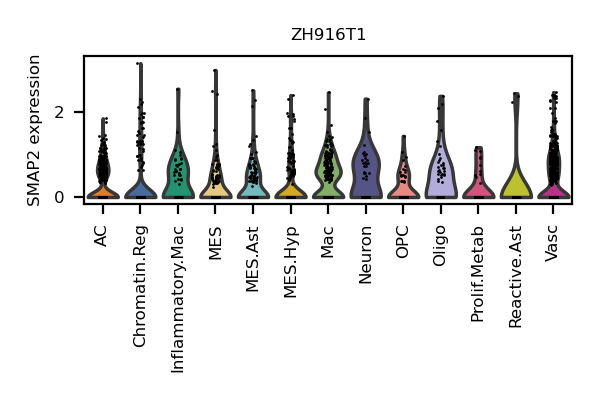 ZH916T1
SMAP2 expression
2
0
AC
Chromatin.Reg
Inflammatory.Mac
MES
MES.Ast
MES.Hyp
Mac
Neuron
OPC
Oligo
Prolif.Metab
Reactive.Ast
Vasc